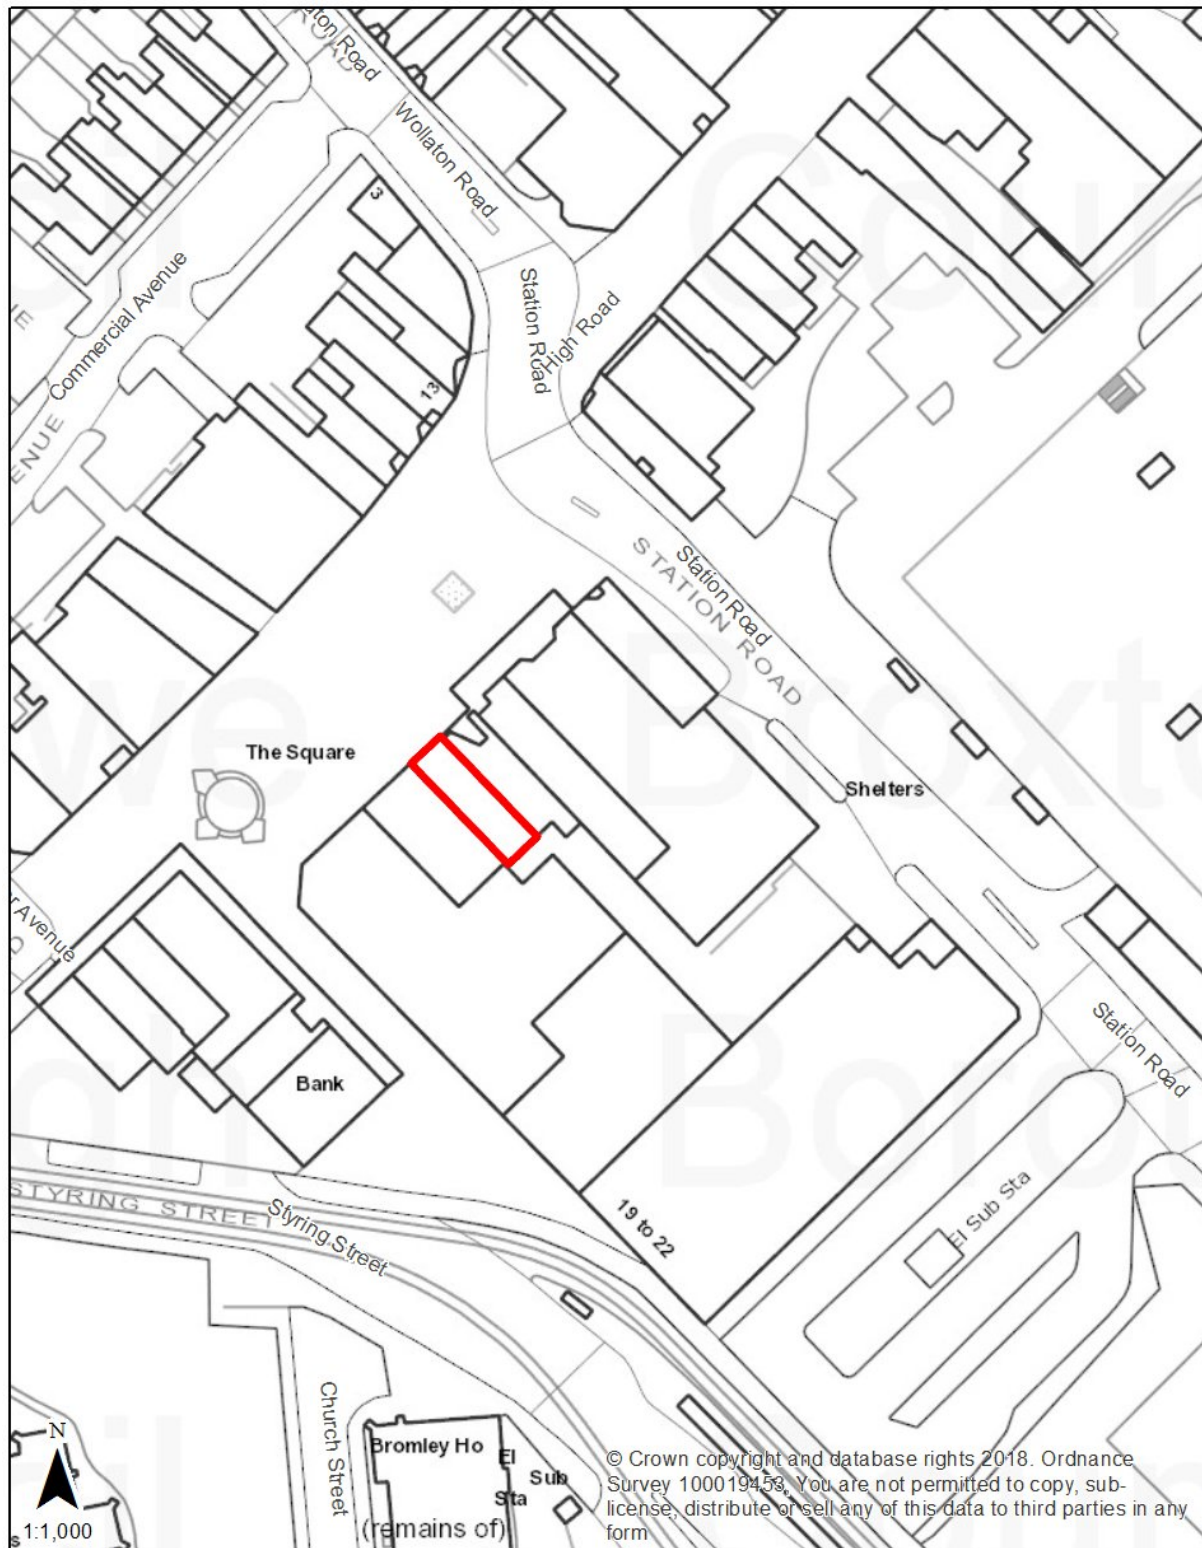 Wollaton Road
3
Commercial Avenue
Station Road
High Road
13
STATION ROAD
Station Road
The Square
Shelters
Bank
Station Road
STYRING STREET
Styring Street
19 to 22
El Sub Sta
Church Street
Bromley Ho
El
Sub
Sta
(remains of)
N
1:1,000
© Crown copyright and database rights 2018. Ordnance
Survey 100019453. You are not permitted to copy, sub-
license, distribute or sell any of this data to third parties in any
form